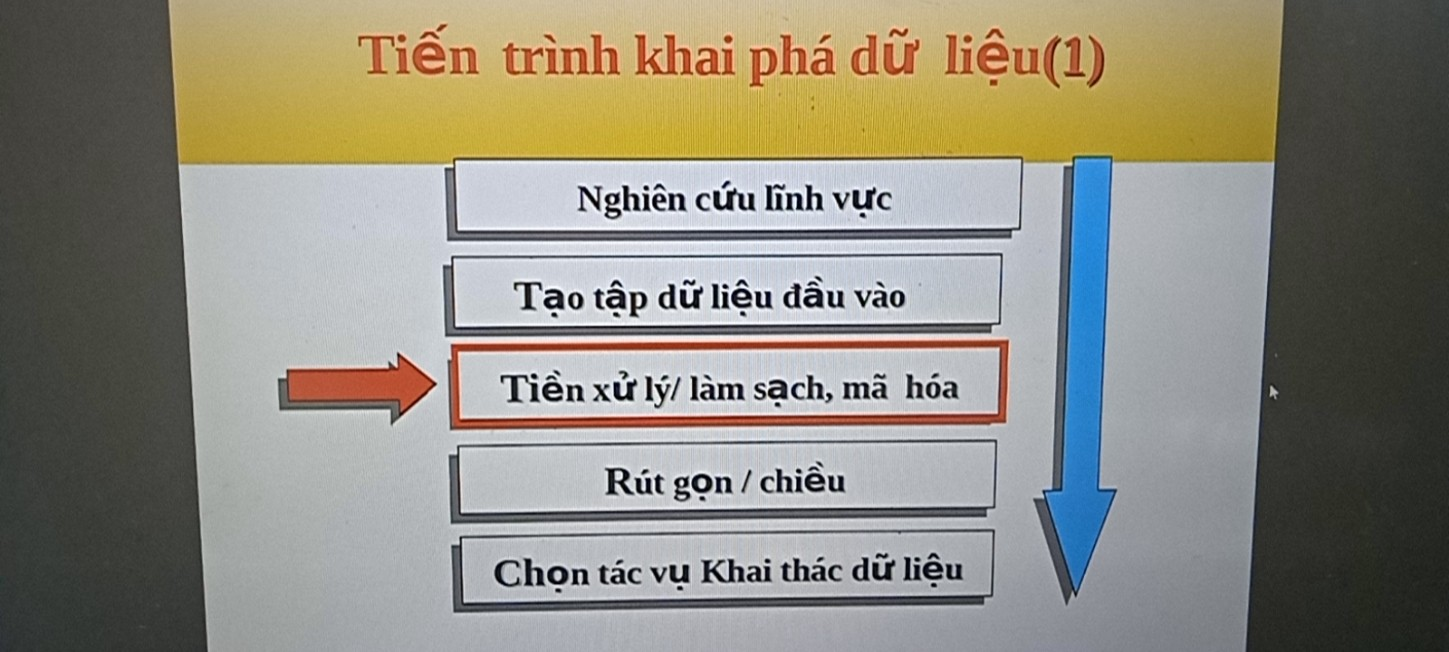 Tiến trình khai phá dữ liệu(1)
Nghiên cứu lĩnh vực
Tạo tập dữ liệu đầu vào
Tiền xử lý/ làm sạch, mã hóa
Rút gọn / chiều
Chọn tác vụ Khai thác dữ liệu